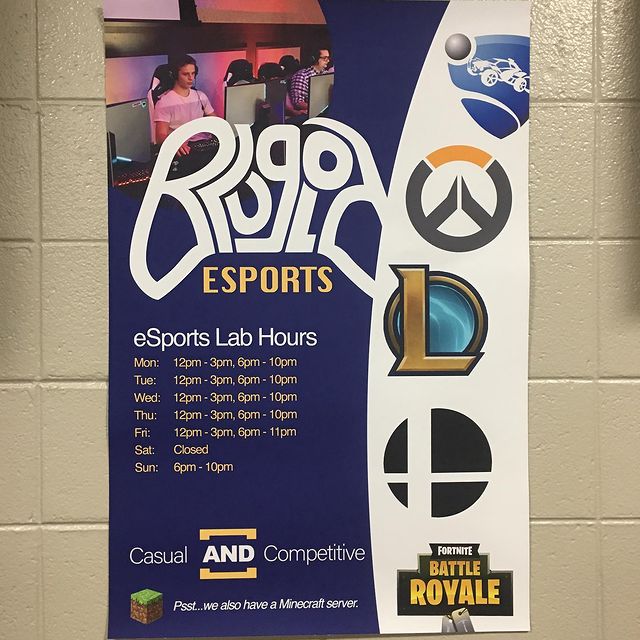 Blugold
ESPORTS
eSports Lab Hours
Mon: 12pm - 3pm, 6pm - 10pm
Tue: 12pm - 3pm, 6pm - 10pm
Wed: 12pm - 3pm, 6pm - 10pm
Thu: 12pm - 3pm, 6pm - 10pm
Fri: 12pm - 3pm, 6pm - 11pm
Sat: Closed
Sun: 6pm - 10pm
Casual AND Competitive
Psst...we also have a Minecraft server.
L
FORTNITE
BATTLE
ROYALE